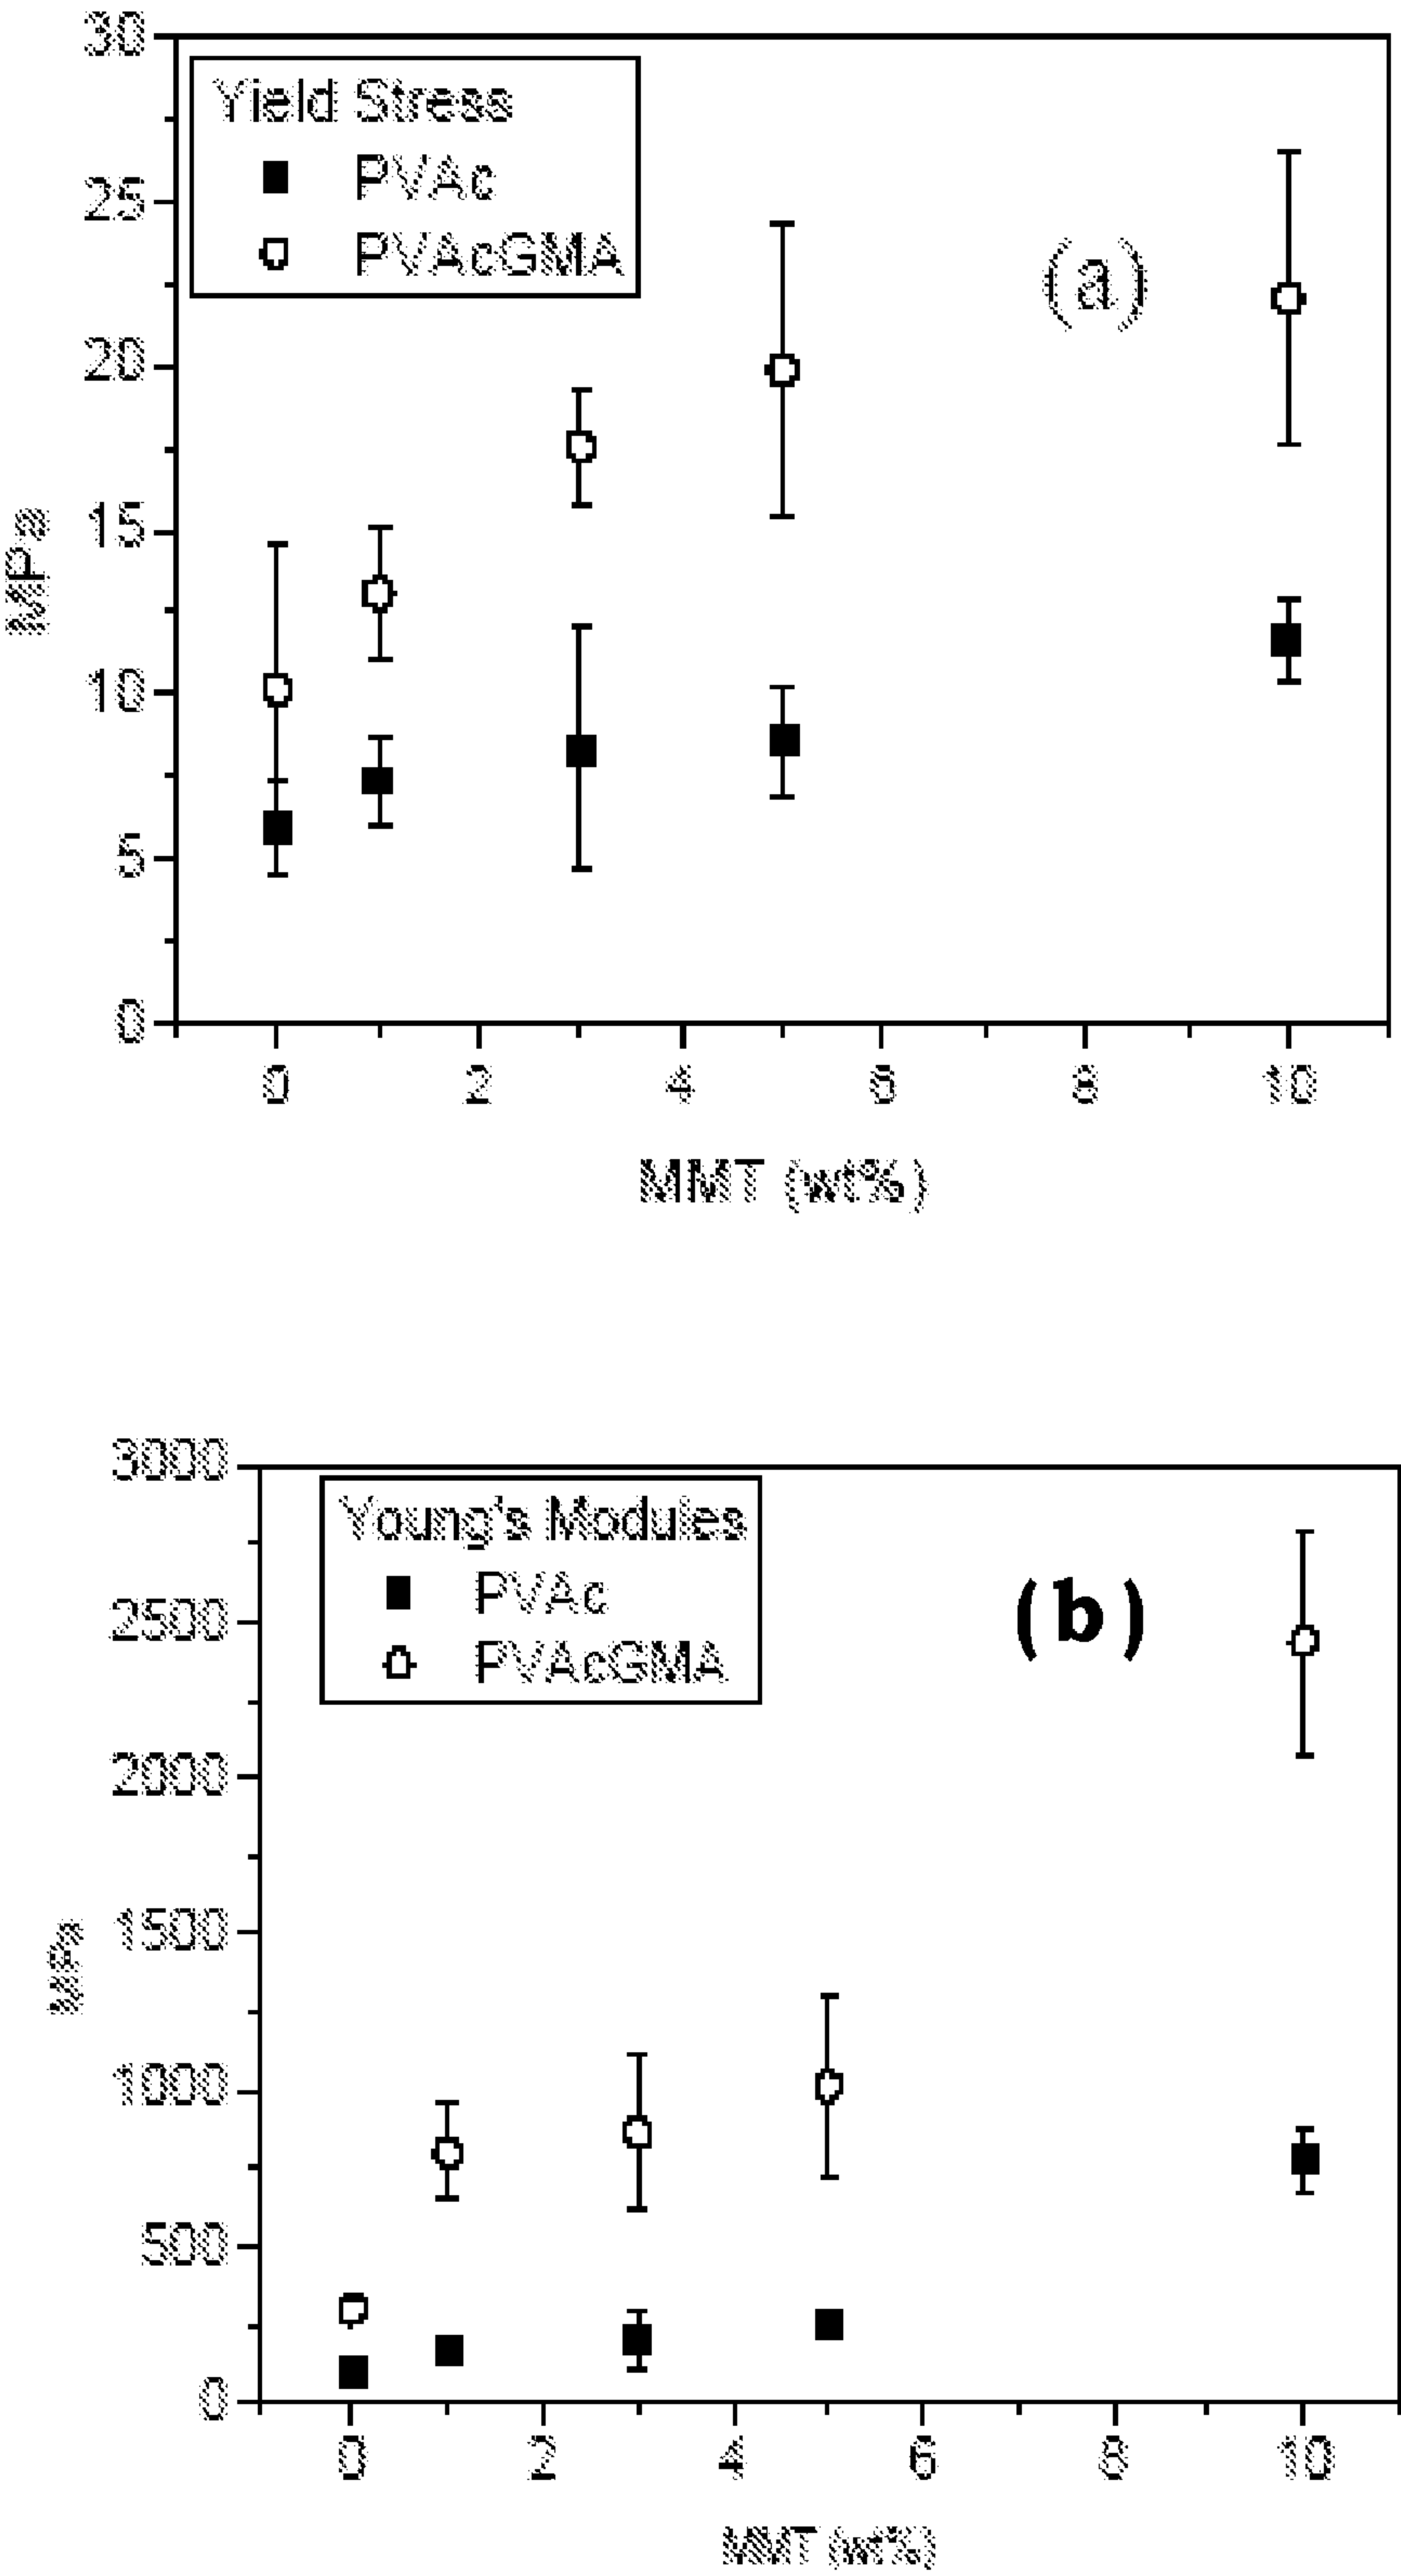 30
Yield Stress
PVAc
25
PVAcGMA
(a)
20
MPa
15
10
5
0
0 2 4 6 8 10
MMT (wt%)
3000
Young's Modules
PVAc
2500
(b)
PVAcGMA
2000
MPa
1500
1000
500
0
0 2 4 6 8 10
MMT (wt%)